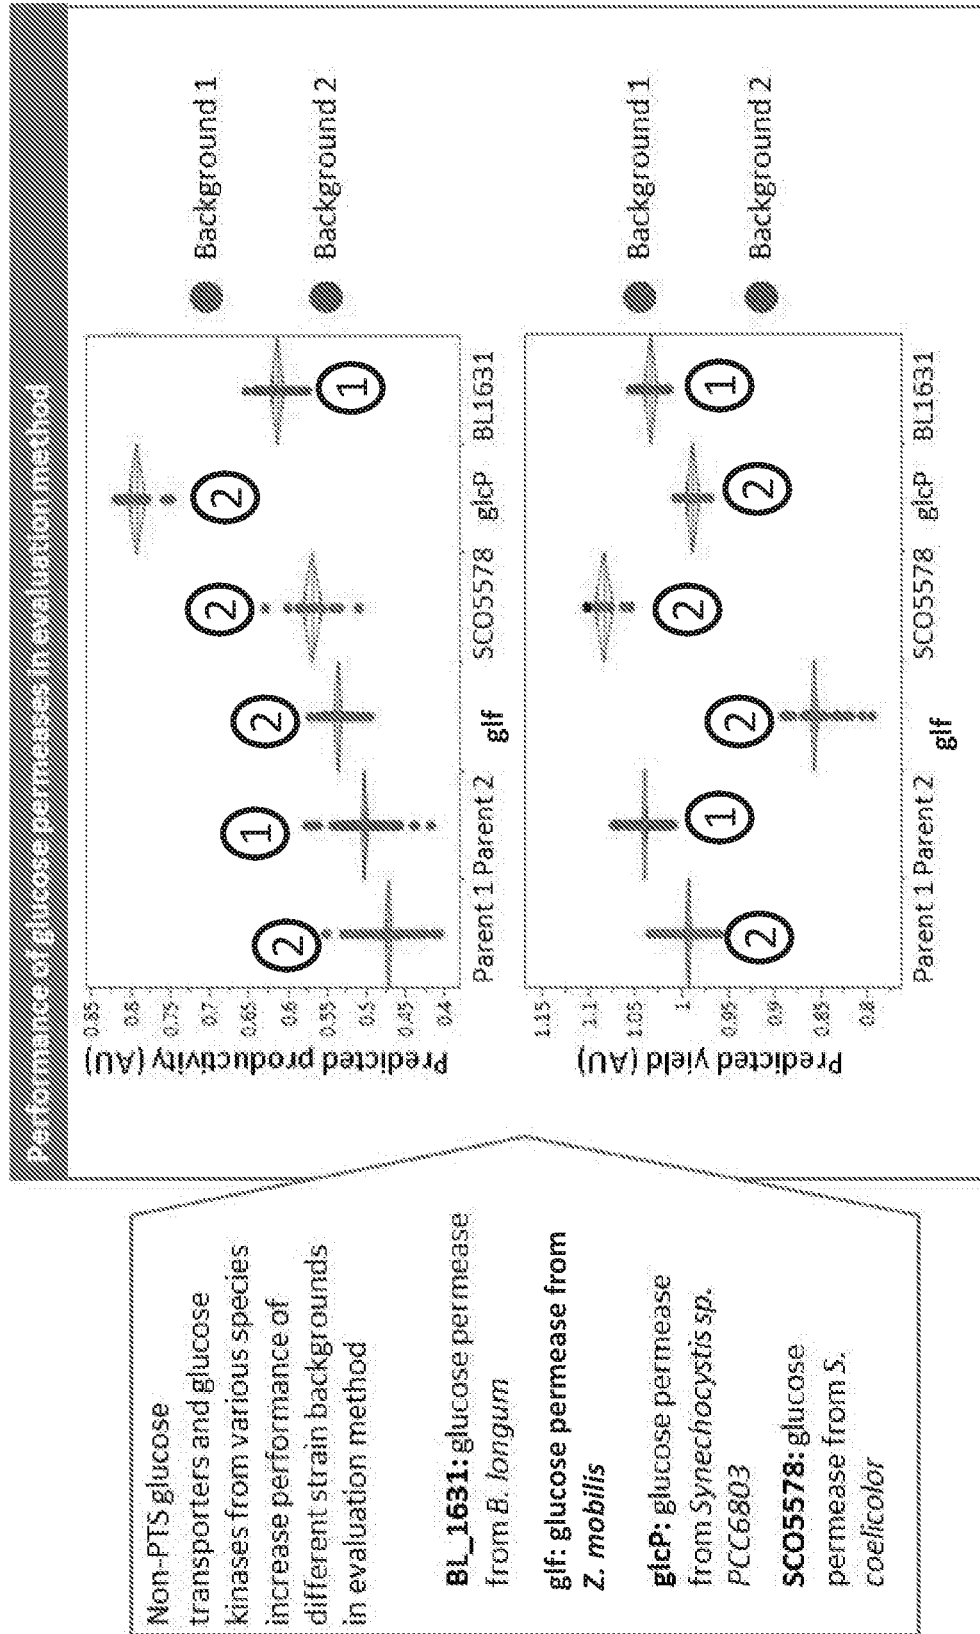 Performance of glucose permeases in evaluation method
Non-PTS glucose
transporters and glucose
kinases from various species
increase performance of
different strain backgrounds
in evaluation method
BL_1631: glucose permease
from B. longum
glf: glucose permease from
Z. mobilis
glcP: glucose permease
from Synechocystis sp.
PCC6803
SCO5578: glucose
permease from S.
coelicolor
Predicted productivity (AU)
0.85
0.8
0.7
0.65
0.6
0.55
0.5
0.45
0.4
2
1
2
2
2
1
Parent 1 Parent 2 glf SCO5578 glcP BL1631
Background 1
Background 2
Predicted yield (AU)
1.15
1.1
1.05
1
0.95
0.9
0.85
0.8
2
1
2
2
2
1
Parent 1 Parent 2 glf SCO5578 glcP BL1631
Background 1
Background 2